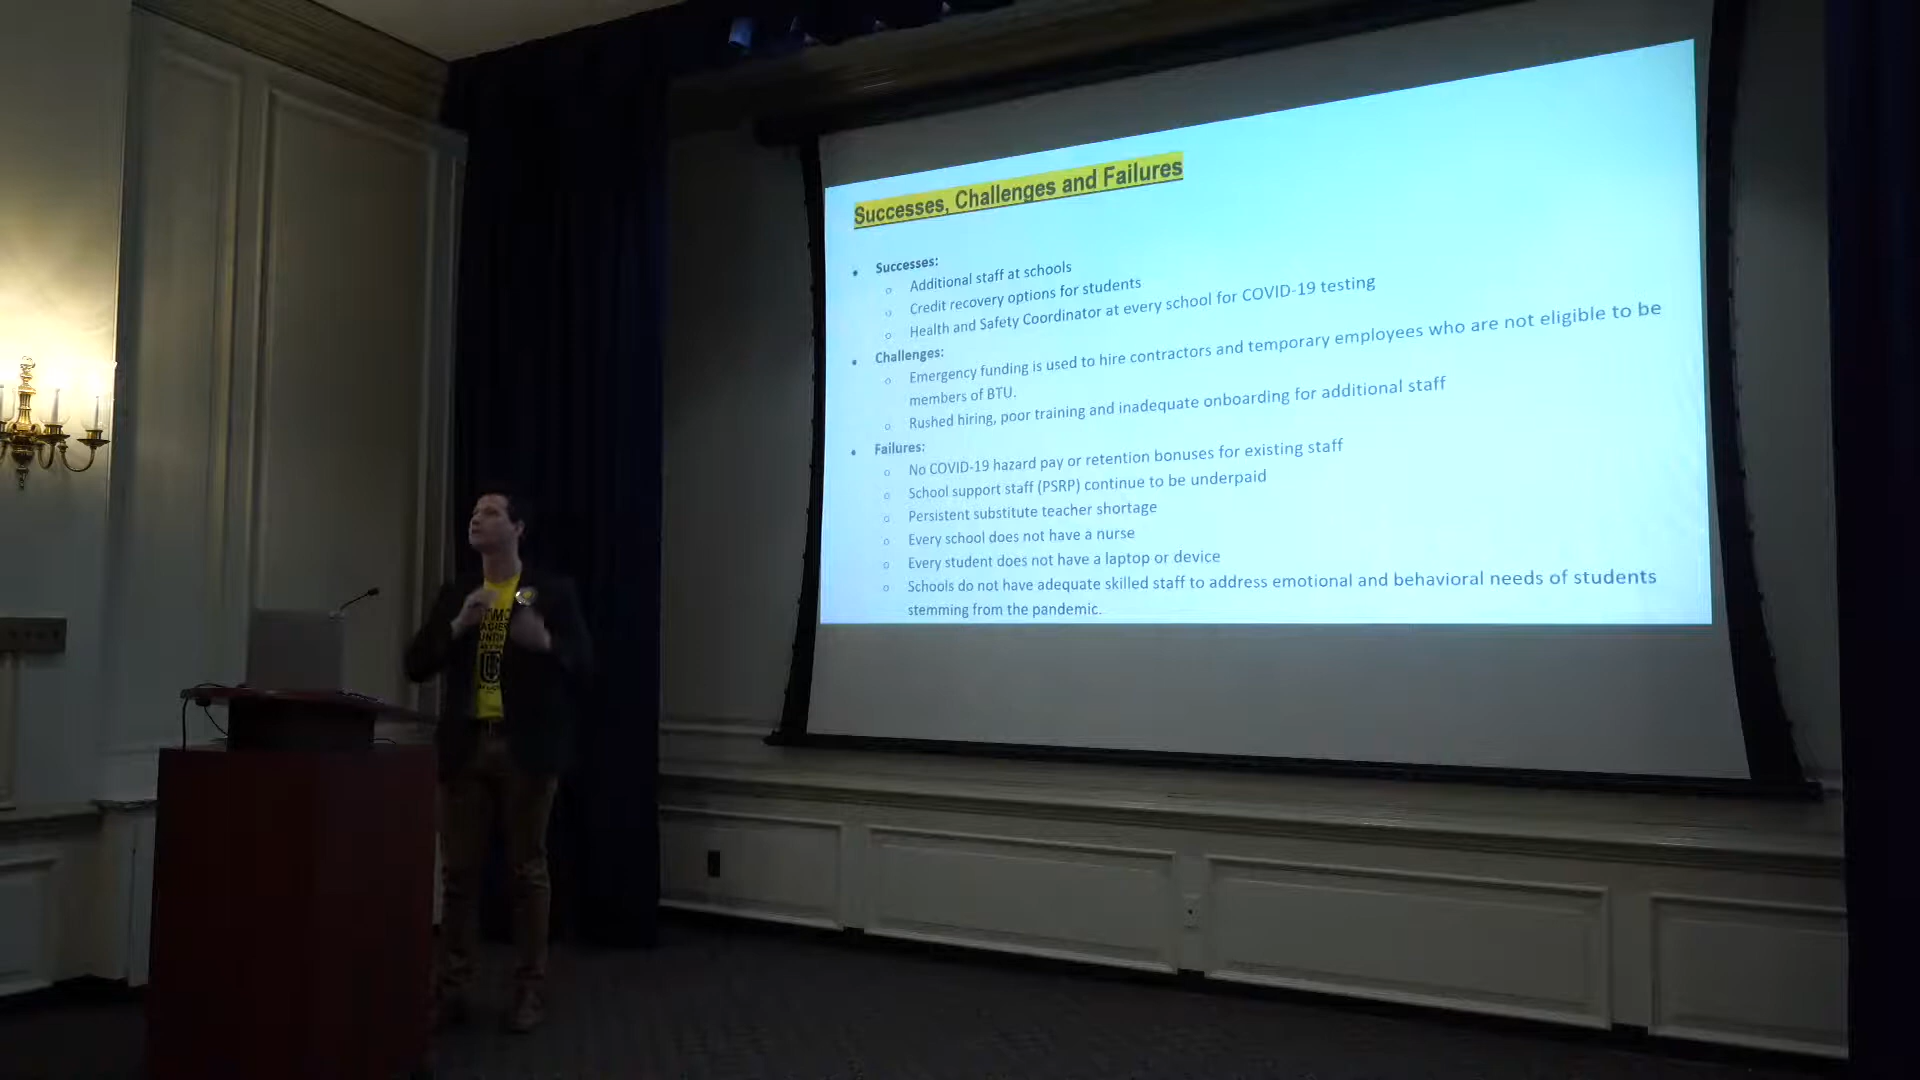 Successes, Challenges and Failures
• Successes:
○ Additional staff at schools
○ Credit recovery options for students
○ Health and Safety Coordinator at every school for COVID-19 testing
• Challenges:
○ Emergency funding is used to hire contractors and temporary employees who are not eligible to be
members of BTU.
○ Rushed hiring, poor training and inadequate onboarding for additional staff
• Failures:
○ No COVID-19 hazard pay or retention bonuses for existing staff
○ School support staff (PSRP) continue to be underpaid
○ Persistent substitute teacher shortage
○ Every school does not have a nurse
○ Every student does not have a laptop or device
○ Schools do not have adequate skilled staff to address emotional and behavioral needs of students
stemming from the pandemic.